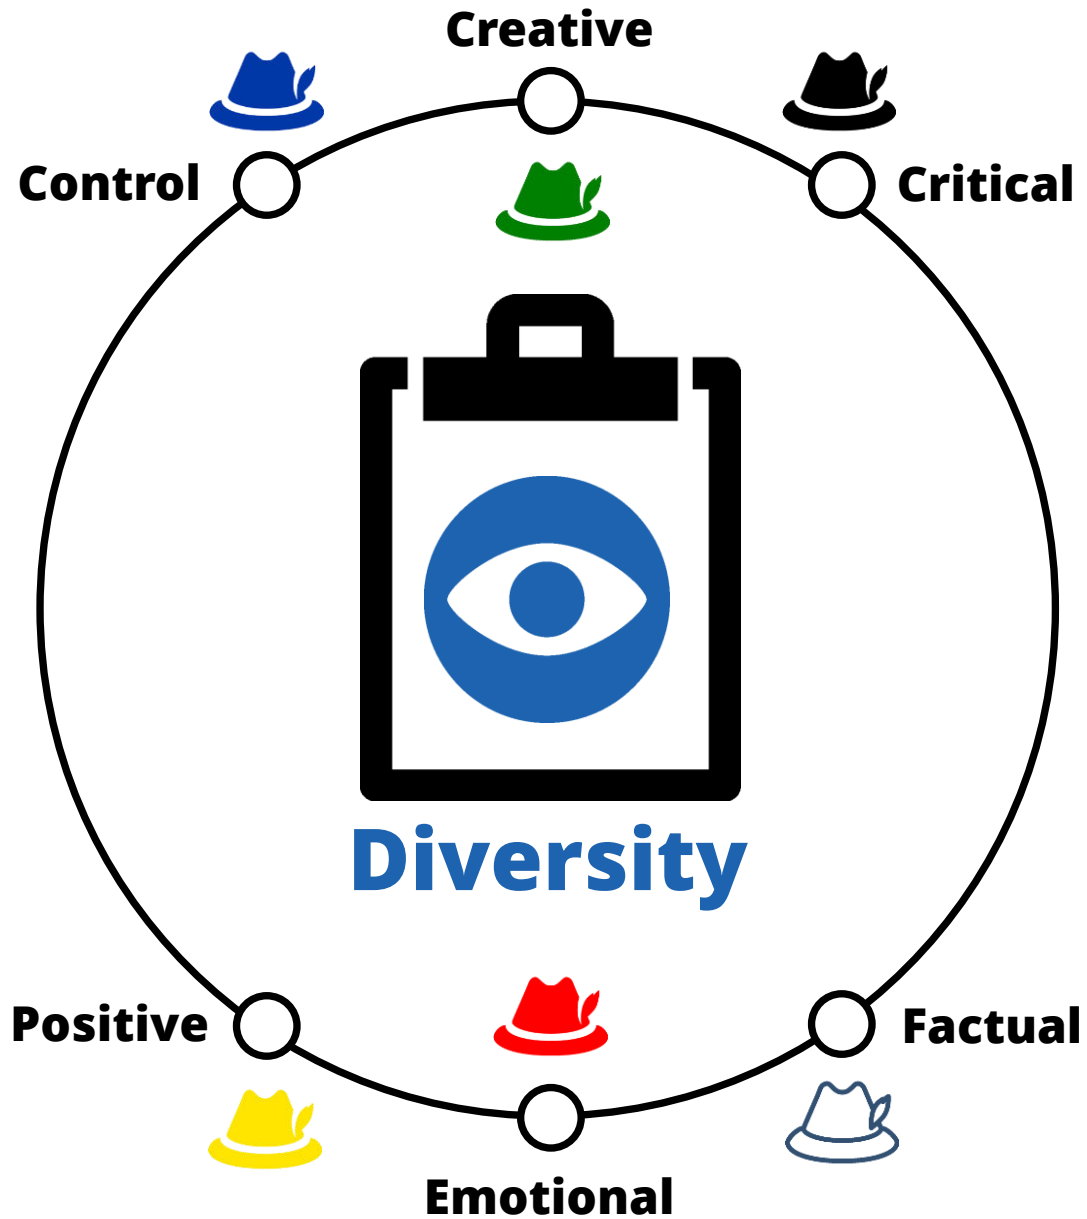 Creative
Control
Critical
Diversity
Positive
Factual
Emotional